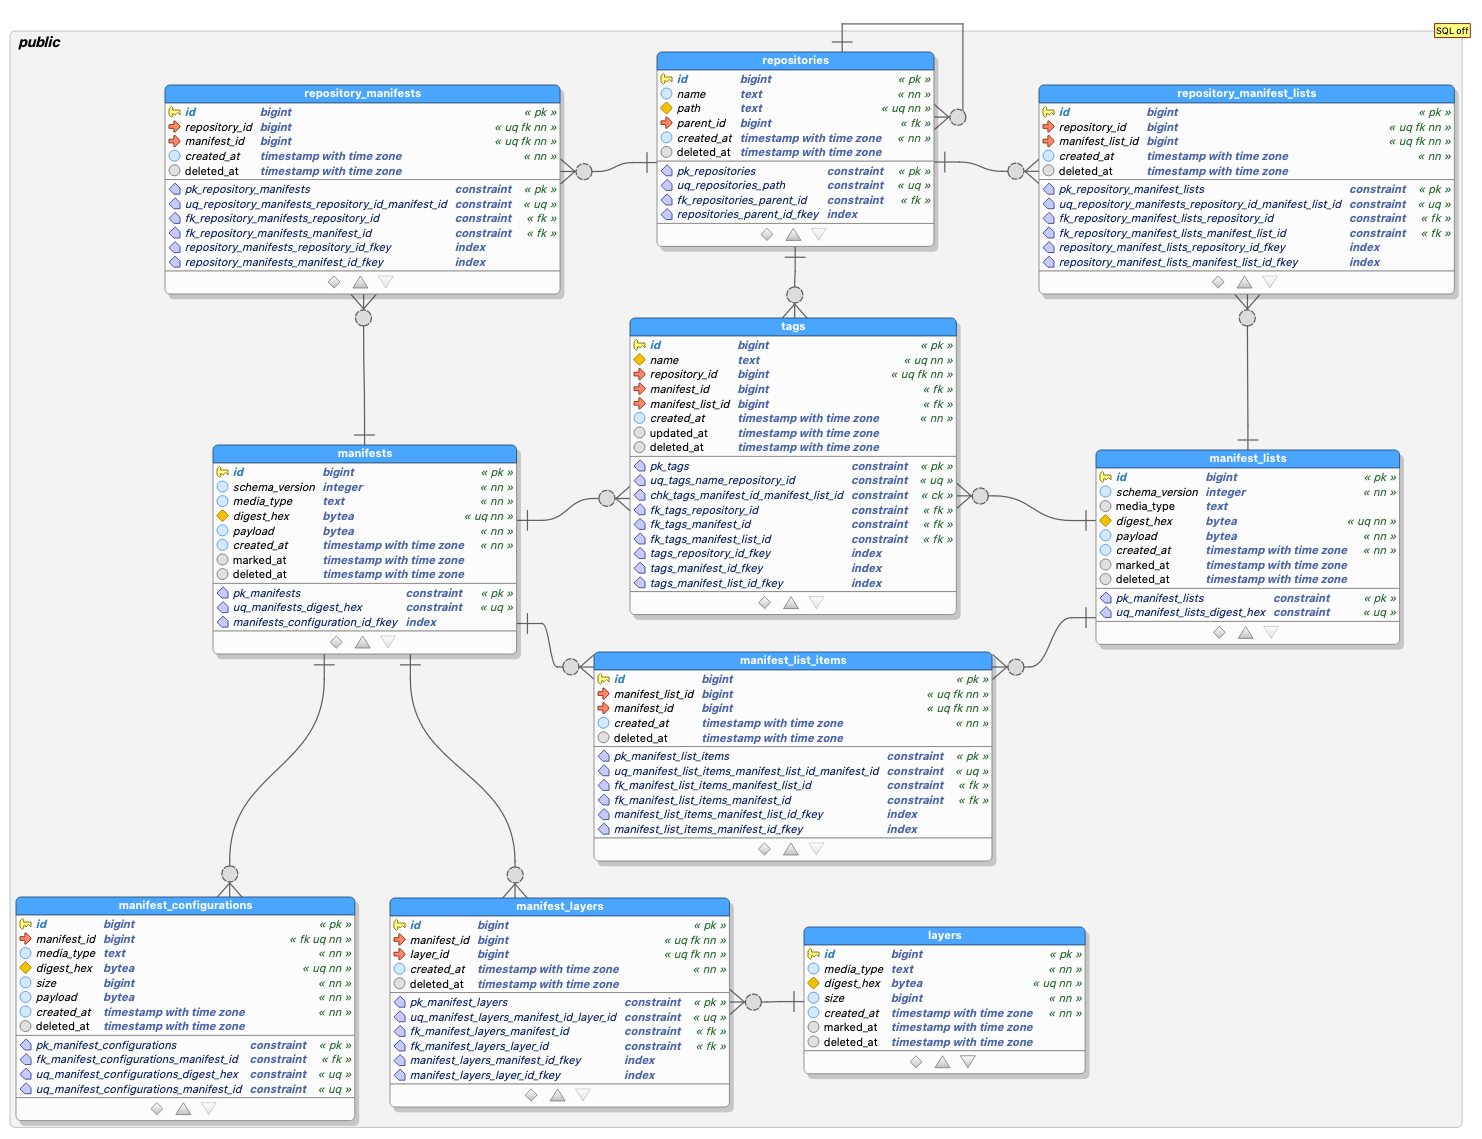 SQL off
public
repositories
id bigint « pk »
name text « nn »
path text « uq nn »
parent_id bigint « fk »
created_at timestamp with time zone « nn »
deleted_at timestamp with time zone
pk_repositories constraint « pk »
uq_repositories_path constraint « uq »
fk_repositories_parent_id constraint « fk »
repositories_parent_id_fkey index
repository_manifests
id bigint « pk »
repository_id bigint « uq fk nn »
manifest_id bigint « uq fk nn »
created_at timestamp with time zone « nn »
deleted_at timestamp with time zone
pk_repository_manifests constraint « pk »
uq_repository_manifests_repository_id_manifest_id constraint « uq »
fk_repository_manifests_repository_id constraint « fk »
fk_repository_manifests_manifest_id constraint « fk »
repository_manifests_repository_id_fkey index
repository_manifests_manifest_id_fkey index
repository_manifest_lists
id bigint « pk »
repository_id bigint « uq fk nn »
manifest_list_id bigint « uq fk nn »
created_at timestamp with time zone « nn »
deleted_at timestamp with time zone
pk_repository_manifest_lists constraint « pk »
uq_repository_manifests_repository_id_manifest_list_id constraint « uq »
fk_repository_manifest_lists_repository_id constraint « fk »
fk_repository_manifest_lists_manifest_list_id constraint « fk »
repository_manifest_lists_repository_id_fkey index
repository_manifest_lists_manifest_list_id_fkey index
tags
id bigint « pk »
name text « uq nn »
repository_id bigint « uq fk nn »
manifest_id bigint « fk »
manifest_list_id bigint « fk »
created_at timestamp with time zone « nn »
updated_at timestamp with time zone
deleted_at timestamp with time zone
pk_tags constraint « pk »
uq_tags_name_repository_id constraint « uq »
chk_tags_manifest_id_manifest_list_id constraint « ck »
fk_tags_repository_id constraint « fk »
fk_tags_manifest_id constraint « fk »
fk_tags_manifest_list_id constraint « fk »
tags_repository_id_fkey index
tags_manifest_id_fkey index
tags_manifest_list_id_fkey index
manifests
id bigint « pk »
schema_version integer « nn »
media_type text « nn »
digest_hex bytea « uq nn »
payload bytea « nn »
created_at timestamp with time zone « nn »
marked_at timestamp with time zone
deleted_at timestamp with time zone
pk_manifests constraint « pk »
uq_manifests_digest_hex constraint « uq »
manifests_configuration_id_fkey index
manifest_lists
id bigint « pk »
schema_version integer « nn »
media_type text
digest_hex bytea « uq nn »
payload bytea « nn »
created_at timestamp with time zone « nn »
marked_at timestamp with time zone
deleted_at timestamp with time zone
pk_manifest_lists constraint « pk »
uq_manifest_lists_digest_hex constraint « uq »
manifest_list_items
id bigint « pk »
manifest_list_id bigint « uq fk nn »
manifest_id bigint « uq fk nn »
created_at timestamp with time zone « nn »
deleted_at timestamp with time zone
pk_manifest_list_items constraint « pk »
uq_manifest_list_items_manifest_list_id_manifest_id constraint « uq »
fk_manifest_list_items_manifest_list_id constraint « fk »
fk_manifest_list_items_manifest_id constraint « fk »
manifest_list_items_manifest_list_id_fkey index
manifest_list_items_manifest_id_fkey index
manifest_configurations
id bigint « pk »
manifest_id bigint « fk uq nn »
media_type text « nn »
digest_hex bytea « uq nn »
size bigint « nn »
payload bytea « nn »
created_at timestamp with time zone « nn »
deleted_at timestamp with time zone
pk_manifest_configurations constraint « pk »
fk_manifest_configurations_manifest_id constraint « fk »
uq_manifest_configurations_digest_hex constraint « uq »
uq_manifest_configurations_manifest_id constraint « uq »
manifest_layers
id bigint « pk »
manifest_id bigint « uq fk nn »
layer_id bigint « uq fk nn »
created_at timestamp with time zone « nn »
deleted_at timestamp with time zone
pk_manifest_layers constraint « pk »
uq_manifest_layers_manifest_id_layer_id constraint « uq »
fk_manifest_layers_manifest_id constraint « fk »
fk_manifest_layers_layer_id constraint « fk »
manifest_layers_manifest_id_fkey index
manifest_layers_layer_id_fkey index
layers
id bigint « pk »
media_type text « nn »
digest_hex bytea « uq nn »
size bigint « nn »
created_at timestamp with time zone « nn »
marked_at timestamp with time zone
deleted_at timestamp with time zone